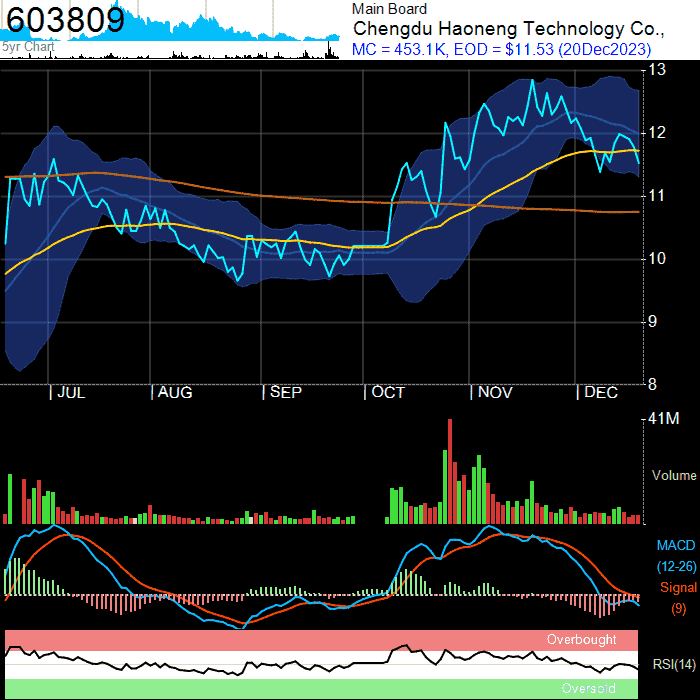 603809
5yr Chart
Main Board
Chengdu Haoneng Technology Co.,
MC = 453.1K, EOD = $11.53 (20Dec2023)
13
12
11
10
9
8
| JUL | AUG | SEP | OCT | NOV | DEC
41M
Volume
MACD
(12-26)
Signal
(9)
Overbought
RSI(14)
Oversold